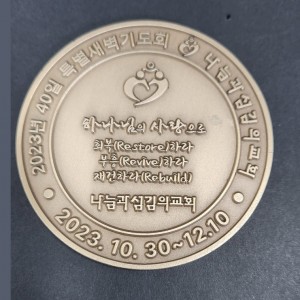 2023년 40일 특별새벽기도회 나눔과섬김의교회
하나님의 사랑으로
회복(Restore)하라
부흥(Revive)하라
재건하라(Rebuild)
나눔과섬김의교회
2023. 10. 30~12.10